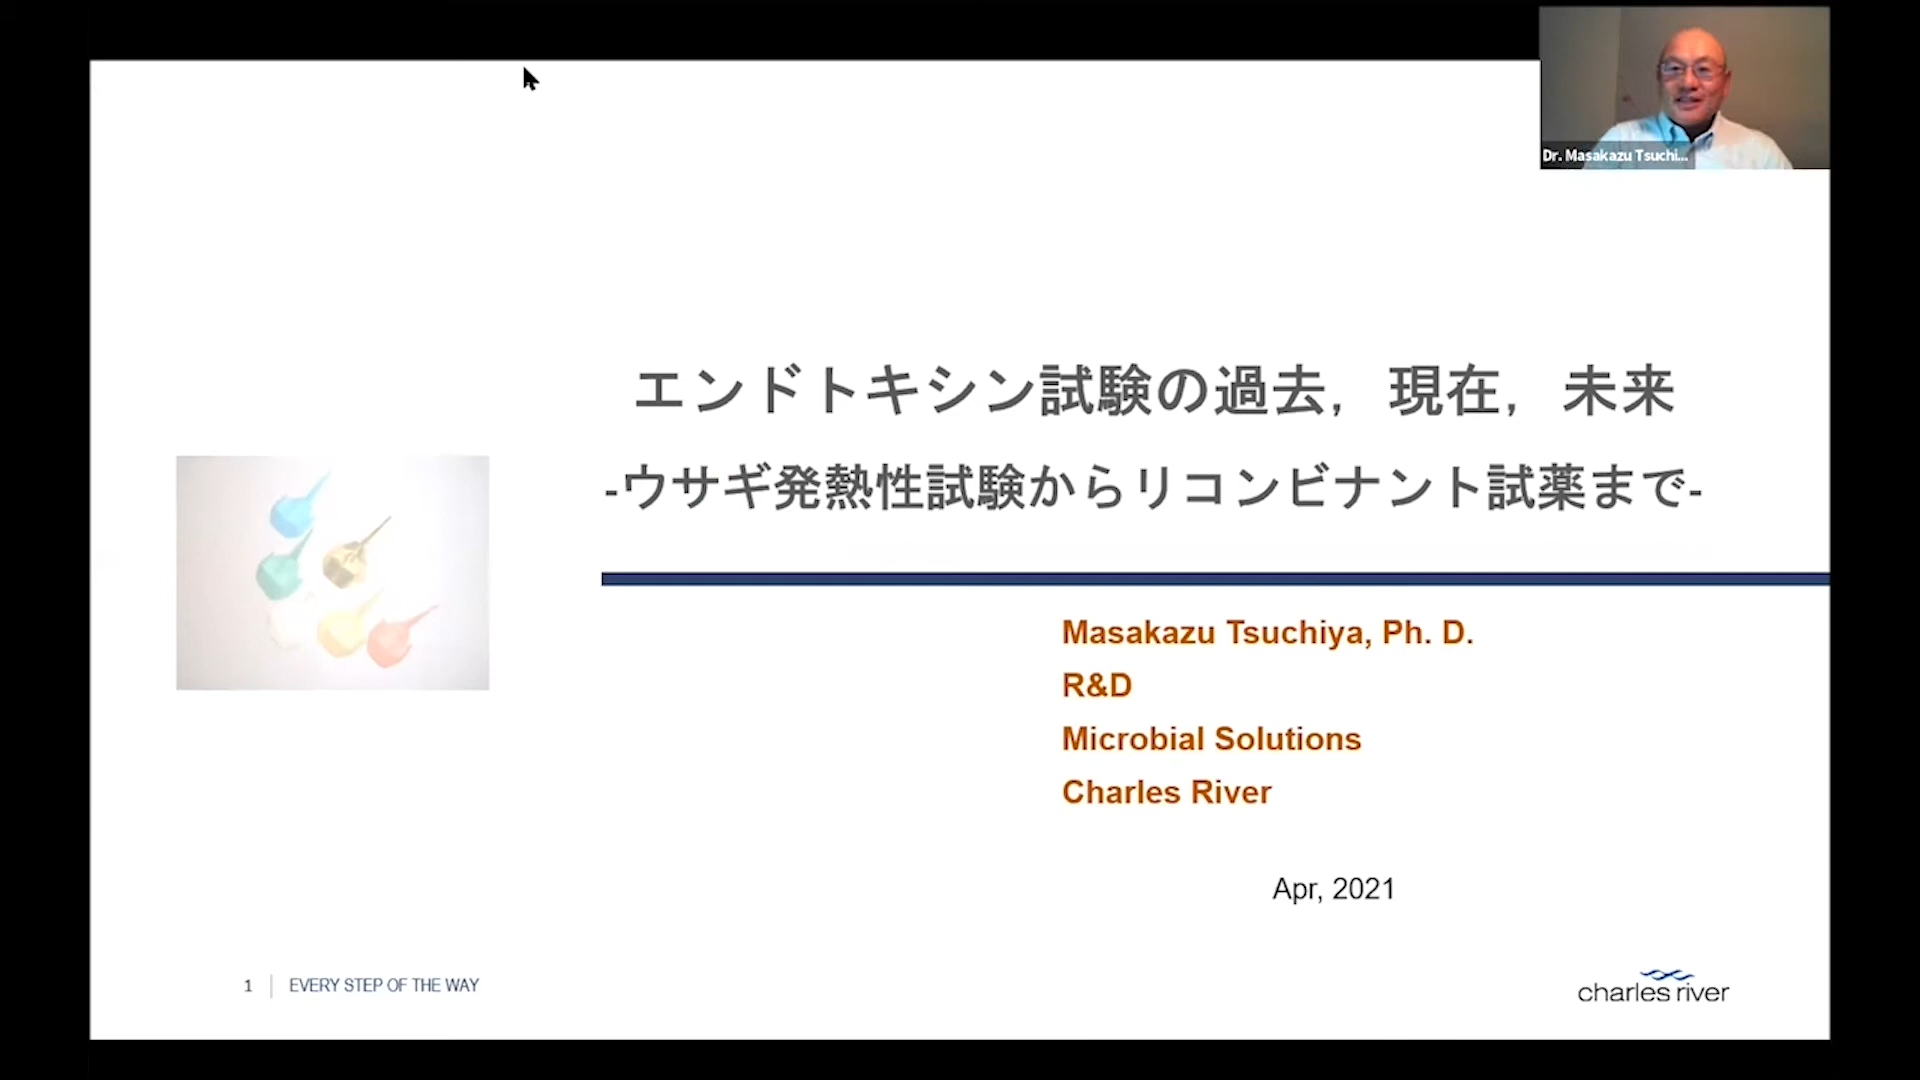 Dr. Masakazu Tsuchi...
エンドトキシン試験の過去，現在，未来
-ウサギ発熱性試験からリコンビナント試薬まで-
Masakazu Tsuchiya, Ph. D.
R&D
Microbial Solutions
Charles River
Apr, 2021
1 | EVERY STEP OF THE WAY
charles river